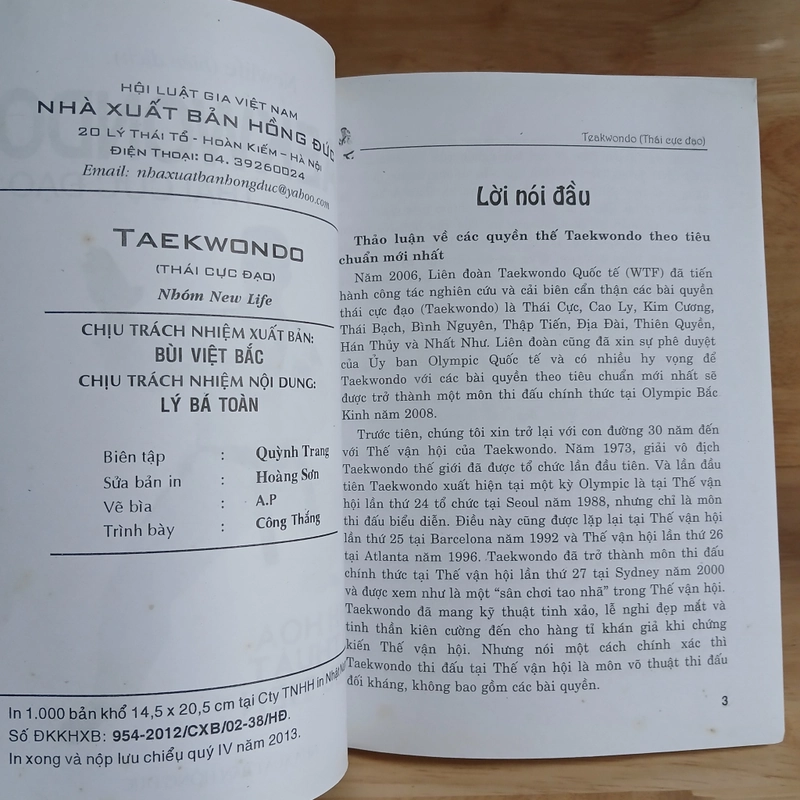 HỘI LUẬT GIA VIỆT NAM
NHÀ XUẤT BẢN HỒNG ĐỨC
20 LÝ THÁI TỔ - HOÀN KIẾM - HÀ NỘI
ĐIỆN THOẠI: 04. 39260024
Email: nhaxuatbanhongduc@yahoo.com
TAEKWONDO
(THÁI CỰC ĐẠO)
Nhóm New Life
CHỊU TRÁCH NHIỆM XUẤT BẢN:
BÙI VIỆT BẮC
CHỊU TRÁCH NHIỆM NỘI DUNG:
LÝ BÁ TOÀN
Biên tập : Quỳnh Trang
Sửa bản in : Hoàng Sơn
Vẽ bìa : A.P
Trình bày : Công Thắng
In 1.000 bản khổ 14,5 x 20,5 cm tại Cty TNHH in Nhật
Số ĐKKHXB: 954-2012/CXB/02-38/HĐ.
In xong và nộp lưu chiểu quý IV năm 2013.
Teakwondo (Thái cực đạo)
Lời nói đầu
Thảo luận về các quyền thế Taekwondo theo tiêu
chuẩn mới nhất
Năm 2006, Liên đoàn Taekwondo Quốc tế (WTF) đã tiến
hành công tác nghiên cứu và cải biên cẩn thận các bài quyền
thái cực đạo (Taekwondo) là Thái Cực, Cao Ly, Kim Cương,
Thái Bạch, Bình Nguyên, Thập Tiến, Địa Đài, Thiên Quyền,
Hán Thủy và Nhất Như. Liên đoàn cũng đã xin sự phê duyệt
của Ủy ban Olympic Quốc tế và có nhiều hy vọng để
Taekwondo với các bài quyền theo tiêu chuẩn mới nhất sẽ
được trở thành một môn thi đấu chính thức tại Olympic Bắc
Kinh năm 2008.
Trước tiên, chúng tôi xin trở lại với con đường 30 năm đến
với Thế vận hội của Taekwondo. Năm 1973, giải vô địch
Taekwondo thế giới đã được tổ chức lần đầu tiên. Và lần đầu
tiên Taekwondo xuất hiện tại một kỳ Olympic là tại Thế vận
hội lần thứ 24 tổ chức tại Seoul năm 1988, nhưng chỉ là môn
thi đấu biểu diễn. Điều này cũng được lặp lại tại Thế vận hội
lần thứ 25 tại Barcelona năm 1992 và Thế vận hội lần thứ 26
tại Atlanta năm 1996. Taekwondo đã trở thành môn thi đấu
chính thức tại Thế vận hội lần thứ 27 tại Sydney năm 2000
và được xem như là một “sân chơi tao nhã” trong Thế vận hội.
Taekwondo đã mang kỹ thuật tinh xảo, lễ nghi đẹp mắt và
tinh thần kiên cường đến cho hàng tỉ khán giả khi chứng
kiến Thế vận hội. Nhưng nói một cách chính xác thì
Taekwondo thi đấu tại Thế vận hội là môn võ thuật thi đấu
đối kháng, không bao gồm các bài quyền.
3